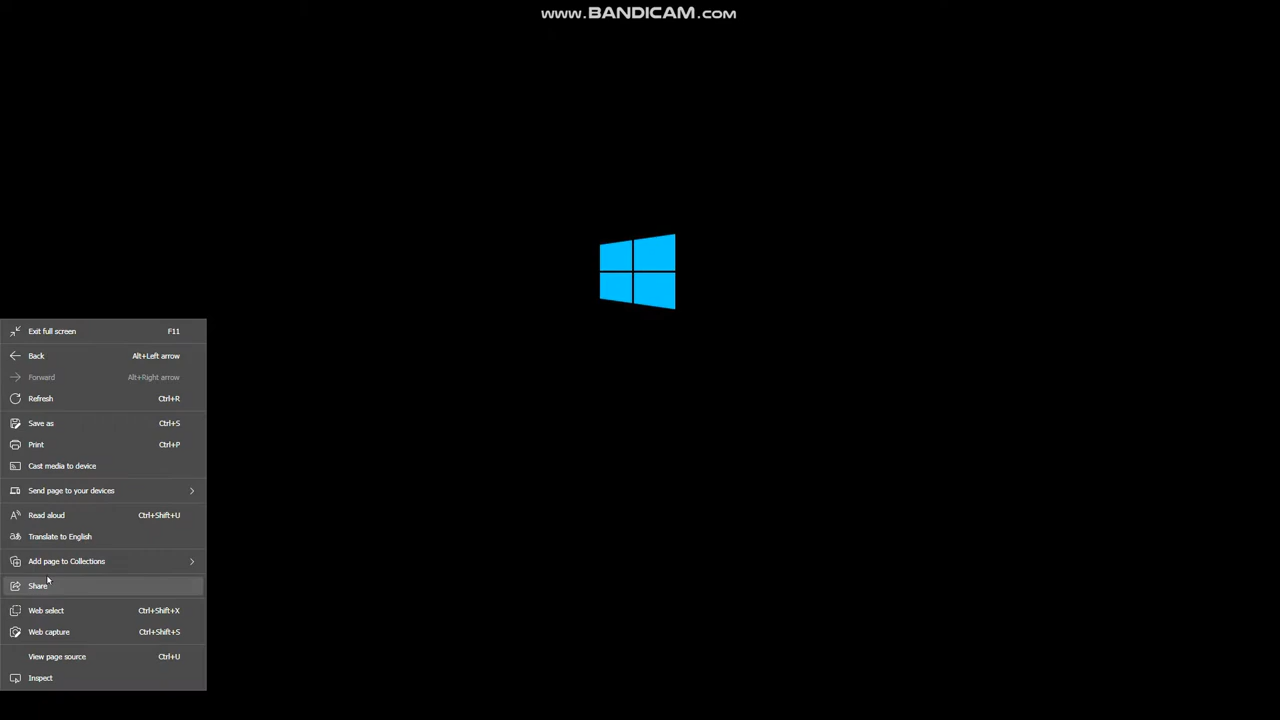 www.BANDICAM.com
Exit full screen F11
Back Alt+Left arrow
Forward Alt+Right arrow
Refresh Ctrl+R
Save as Ctrl+S
Print Ctrl+P
Cast media to device
Send page to your devices
Read aloud Ctrl+Shift+U
Translate to English
Add page to Collections
Share
Web select Ctrl+Shift+X
Web capture Ctrl+Shift+S
View page source Ctrl+U
Inspect